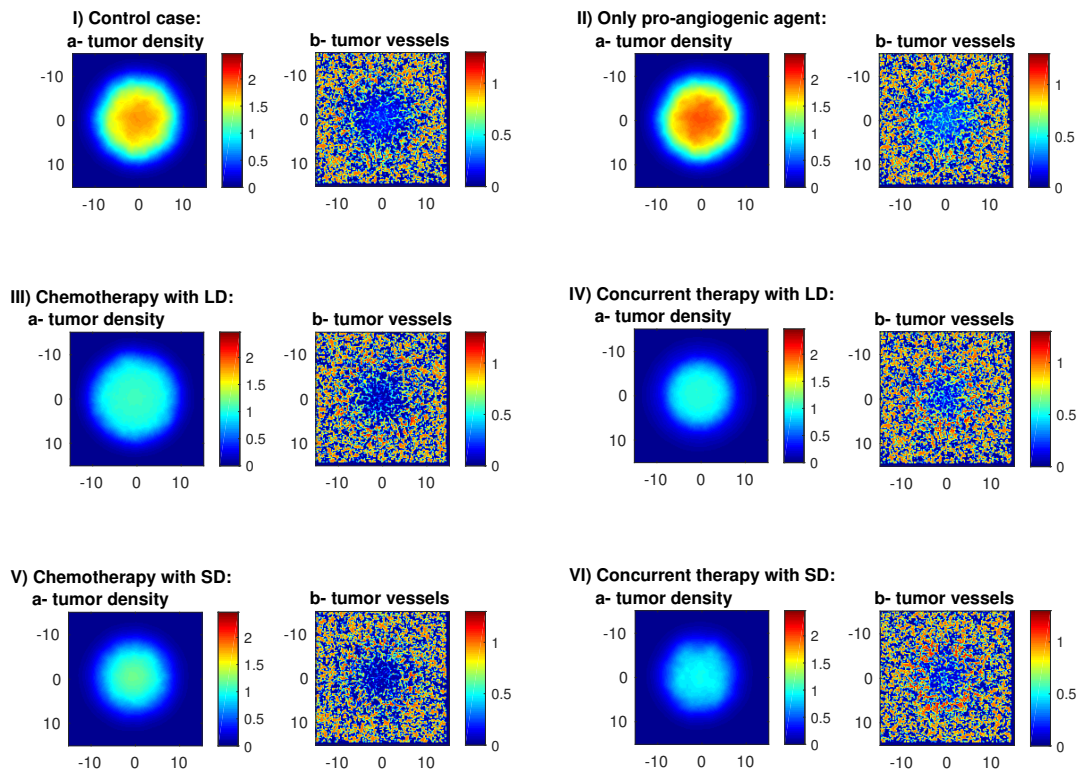 I) Control case:
a- tumor density
b- tumor vessels
-10
0
10
-10 0 10
2
1.5
1
0.5
0
-10 0 10
1
0.5
0
II) Only pro-angiogenic agent:
a- tumor density
b- tumor vessels
-10
0
10
-10 0 10
2
1.5
1
0.5
0
-10 0 10
1
0.5
0
III) Chemotherapy with LD:
a- tumor density
b- tumor vessels
-10
0
10
-10 0 10
2
1.5
1
0.5
0
-10
0
10
-10 0 10
1
0.5
0
IV) Concurrent therapy with LD:
a- tumor density
b- tumor vessels
-10
0
10
-10 0 10
2
1.5
1
0.5
0
-10
0
10
-10 0 10
1
0.5
0
V) Chemotherapy with SD:
a- tumor density
b- tumor vessels
-10
0
10
-10 0 10
2
1.5
1
0.5
0
-10
0
10
-10 0 10
1
0.5
0
VI) Concurrent therapy with SD:
a- tumor density
b- tumor vessels
-10
0
10
-10 0 10
2
1.5
1
0.5
0
-10
0
10
-10 0 10
1
0.5
0